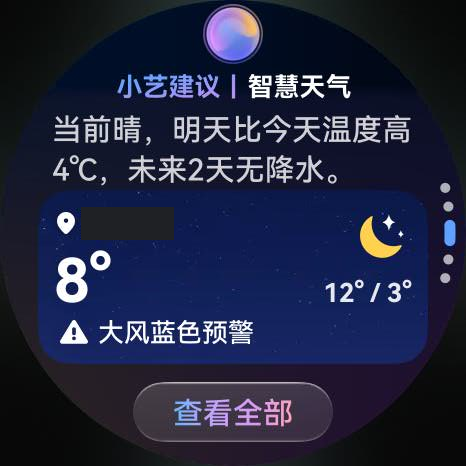 小艺建议 | 智慧天气
当前晴，明天比今天温度高
4℃，未来2天无降水。
8°
12° / 3°
大风蓝色预警
查看全部